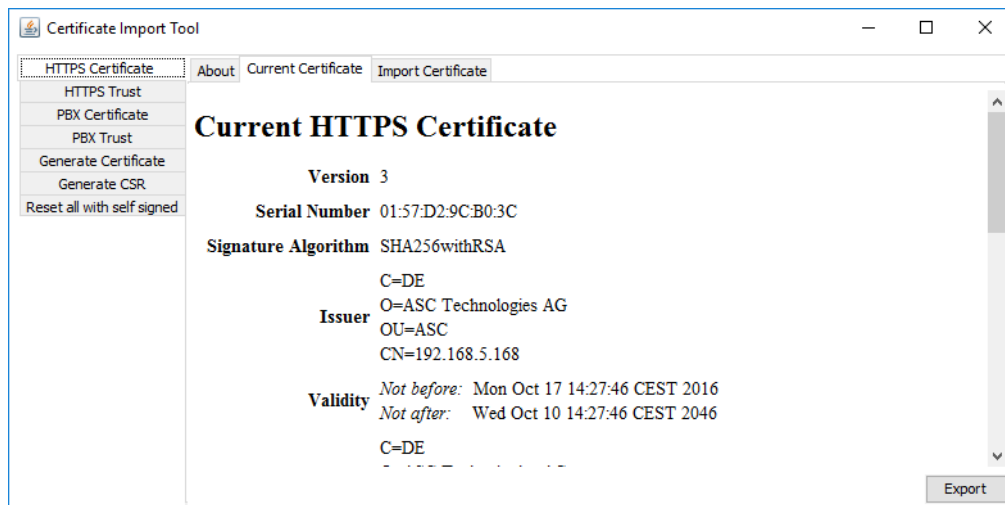 Certificate Import Tool
HTTPS Certificate
HTTPS Trust
PBX Certificate
PBX Trust
Generate Certificate
Generate CSR
Reset all with self signed
About Current Certificate Import Certificate
Current HTTPS Certificate
Version 3
Serial Number 01:57:D2:9C:B0:3C
Signature Algorithm SHA256withRSA
Issuer
C=DE
O=ASC Technologies AG
OU=ASC
CN=192.168.5.168
Validity
Not before: Mon Oct 17 14:27:46 CEST 2016
Not after: Wed Oct 10 14:27:46 CEST 2046
C=DE
Export